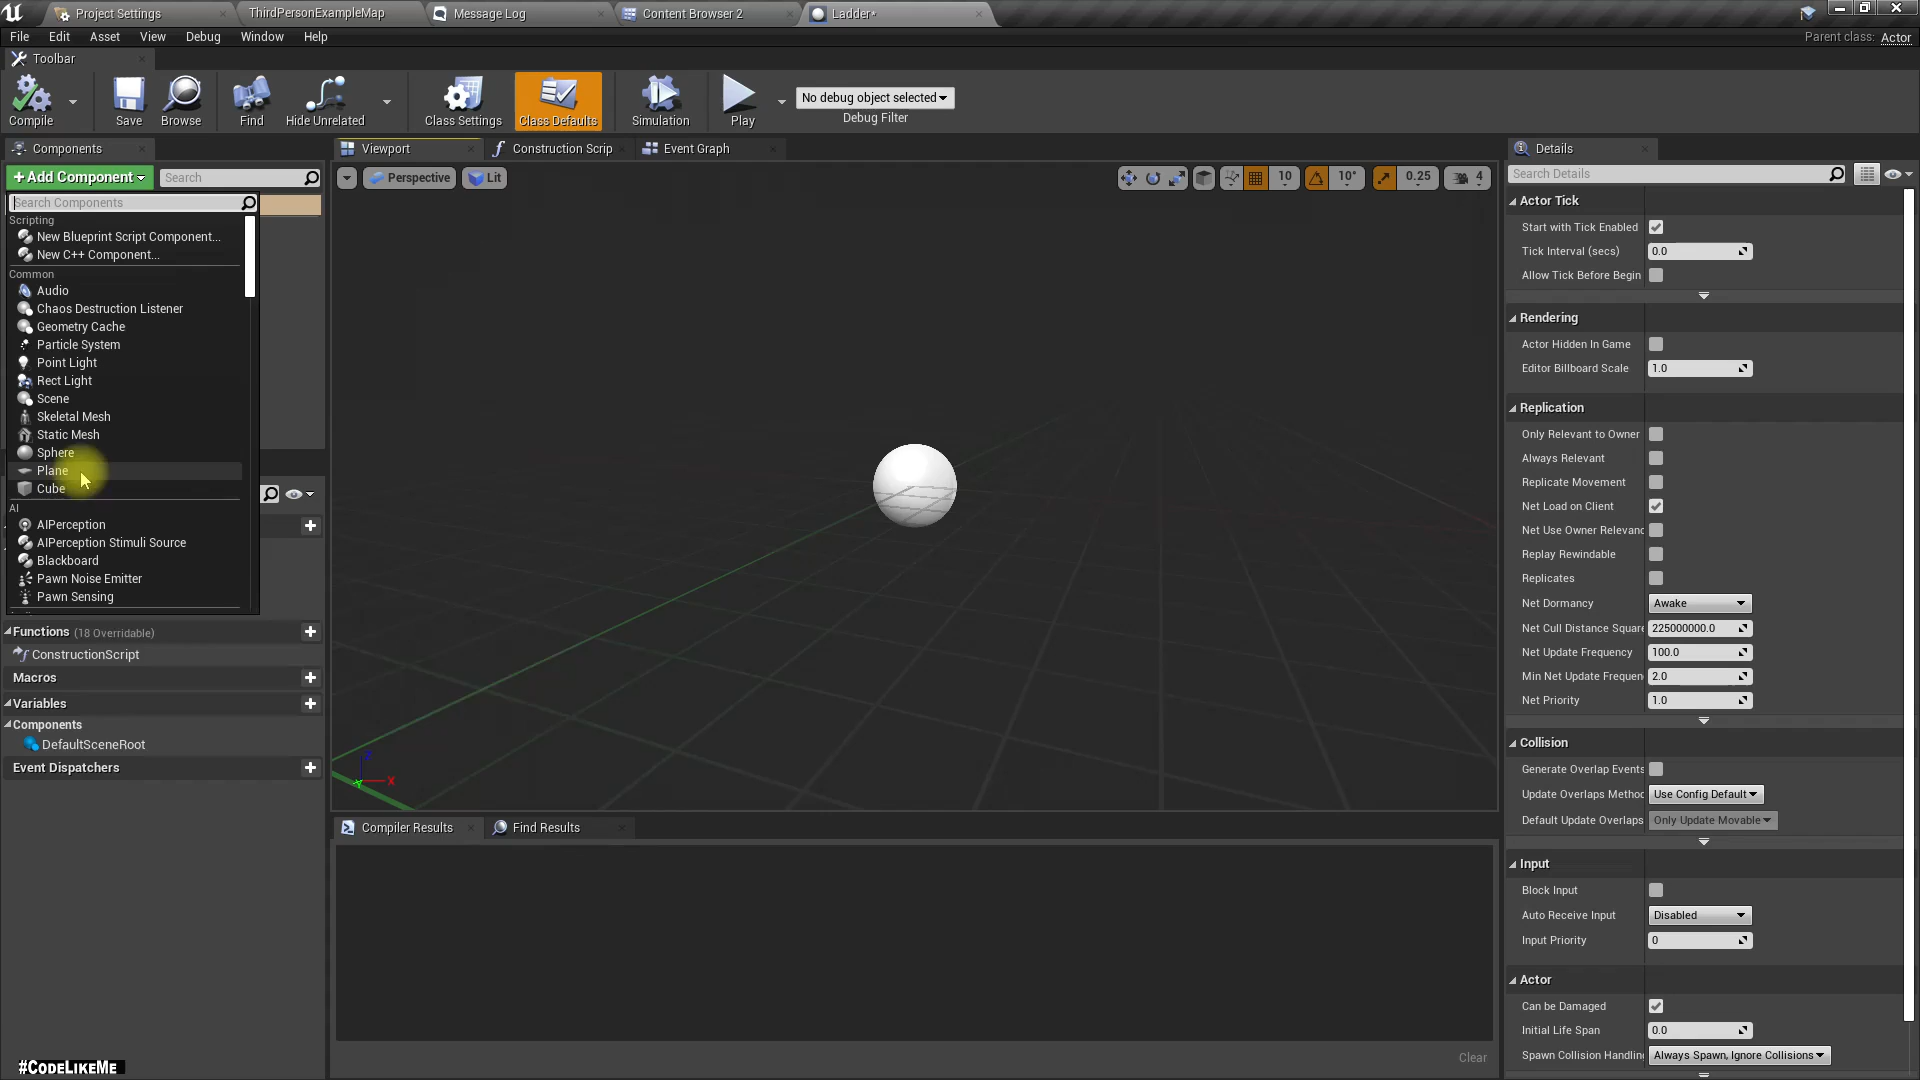 Project Settings
ThirdPersonExampleMap
Message Log
Content Browser 2
Ladder*
File Edit Asset View Debug Window Help
Parent class: Actor
Toolbar
Compile
Save
Browse
Find
Hide Unrelated
Class Settings
Class Defaults
Simulation
Play
No debug object selected
Debug Filter
Components
+Add Component
Search
Search Components
Scripting
New Blueprint Script Component...
New C++ Component...
Common
Audio
Chaos Destruction Listener
Geometry Cache
Particle System
Point Light
Rect Light
Scene
Skeletal Mesh
Static Mesh
Sphere
Plane
Cube
AI
AIPerception
AIPerception Stimuli Source
Blackboard
Pawn Noise Emitter
Pawn Sensing
Functions (18 Overridable)
ConstructionScript
Macros
Variables
Components
DefaultSceneRoot
Event Dispatchers
#CODELIKEME
Viewport
Construction Scrip
Event Graph
Perspective
Lit
10
10°
0.25
4
Z
X
Y
Compiler Results
Find Results
Clear
Details
Search Details
Actor Tick
Start with Tick Enabled
Tick Interval (secs) 0.0
Allow Tick Before Begin
Rendering
Actor Hidden In Game
Editor Billboard Scale 1.0
Replication
Only Relevant to Owner
Always Relevant
Replicate Movement
Net Load on Client
Net Use Owner Relevanc
Replay Rewindable
Replicates
Net Dormancy Awake
Net Cull Distance Square 225000000.0
Net Update Frequency 100.0
Min Net Update Frequen 2.0
Net Priority 1.0
Collision
Generate Overlap Events
Update Overlaps Method Use Config Default
Default Update Overlaps Only Update Movable
Input
Block Input
Auto Receive Input Disabled
Input Priority 0
Actor
Can be Damaged
Initial Life Span 0.0
Spawn Collision Handling Always Spawn, Ignore Collisions